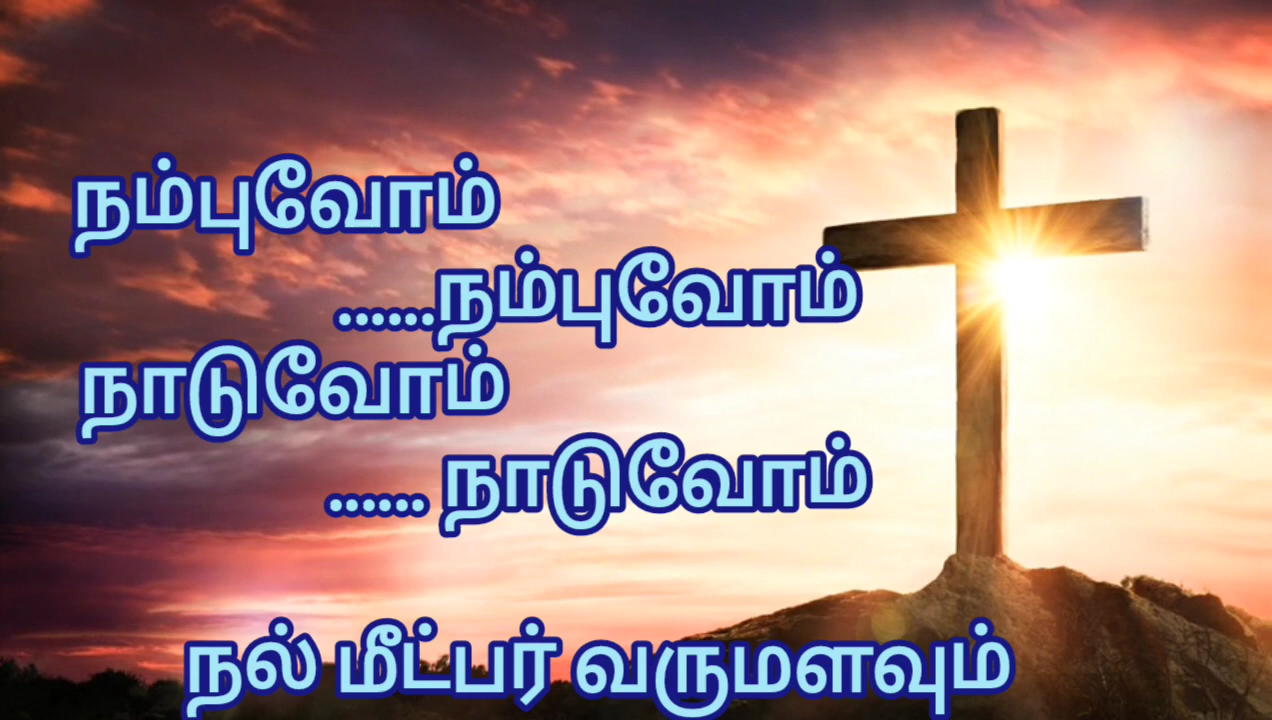 நம்புவோம்
......நம்புவோம்
நாடுவோம்
...... நாடுவோம்
நல் மீட்பர் வருமளவும்